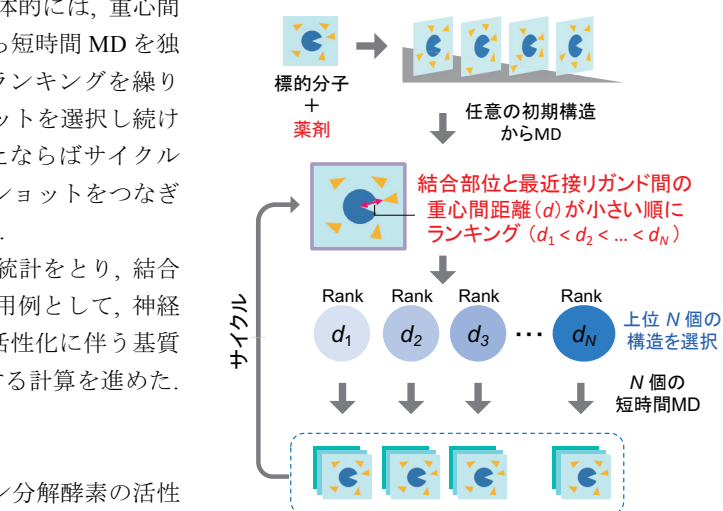 体的には, 重心間
ら短時間 MD を独
ランキングを繰り
ットを選択し続け
上ならばサイクル
ショットをつなぎ
.
統計をとり, 結合
用例として, 神経
活性化に伴う基質
する計算を進めた.
ン分解酵素の活性
標的分子
+
薬剤
任意の初期構造
からMD
結合部位と最近接リガンド間の
重心間距離(d)が小さい順に
ランキング (d1 < d2 < ... < dN)
サイクル
Rank Rank Rank Rank
d1 d2 d3 ··· dN
上位 N 個の
構造を選択
N 個の
短時間MD